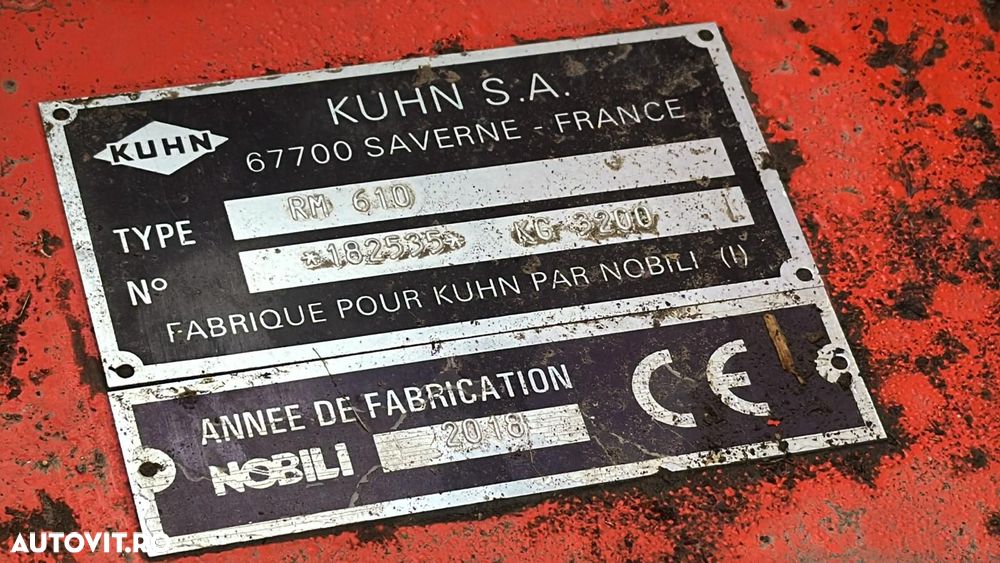 KUHN S.A.
KUHN
67700 SAVERNE - FRANCE
TYPE RM 610
N° *182535* KG 3200
FABRIQUE POUR KUHN PAR NOBILI (I)
ANNEE DE FABRICATION
NOBILI 2018
CE
AUTOVIT.RO